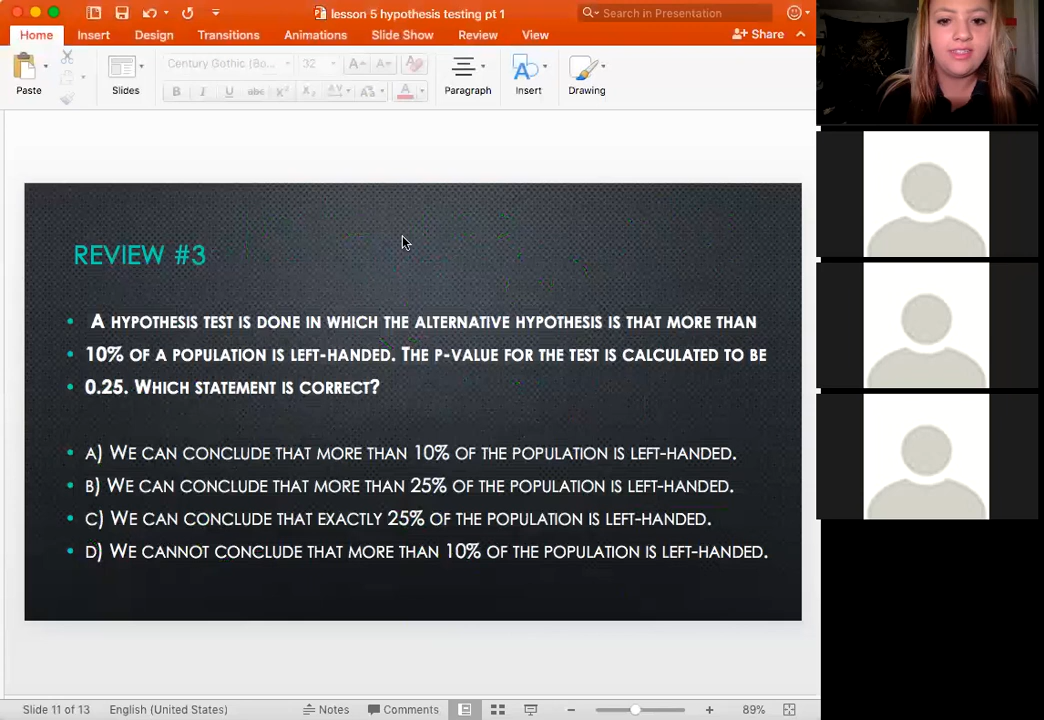 lesson 5 hypothesis testing pt 1
Search in Presentation
Home Insert Design Transitions Animations Slide Show Review View
Share
Century Gothic (Bo... 32
Paste Slides Paragraph Insert Drawing
REVIEW #3
• A HYPOTHESIS TEST IS DONE IN WHICH THE ALTERNATIVE HYPOTHESIS IS THAT MORE THAN
• 10% OF A POPULATION IS LEFT-HANDED. THE P-VALUE FOR THE TEST IS CALCULATED TO BE
• 0.25. WHICH STATEMENT IS CORRECT?
• A) WE CAN CONCLUDE THAT MORE THAN 10% OF THE POPULATION IS LEFT-HANDED.
• B) WE CAN CONCLUDE THAT MORE THAN 25% OF THE POPULATION IS LEFT-HANDED.
• C) WE CAN CONCLUDE THAT EXACTLY 25% OF THE POPULATION IS LEFT-HANDED.
• D) WE CANNOT CONCLUDE THAT MORE THAN 10% OF THE POPULATION IS LEFT-HANDED.
Slide 11 of 13 English (United States) Notes Comments 89%